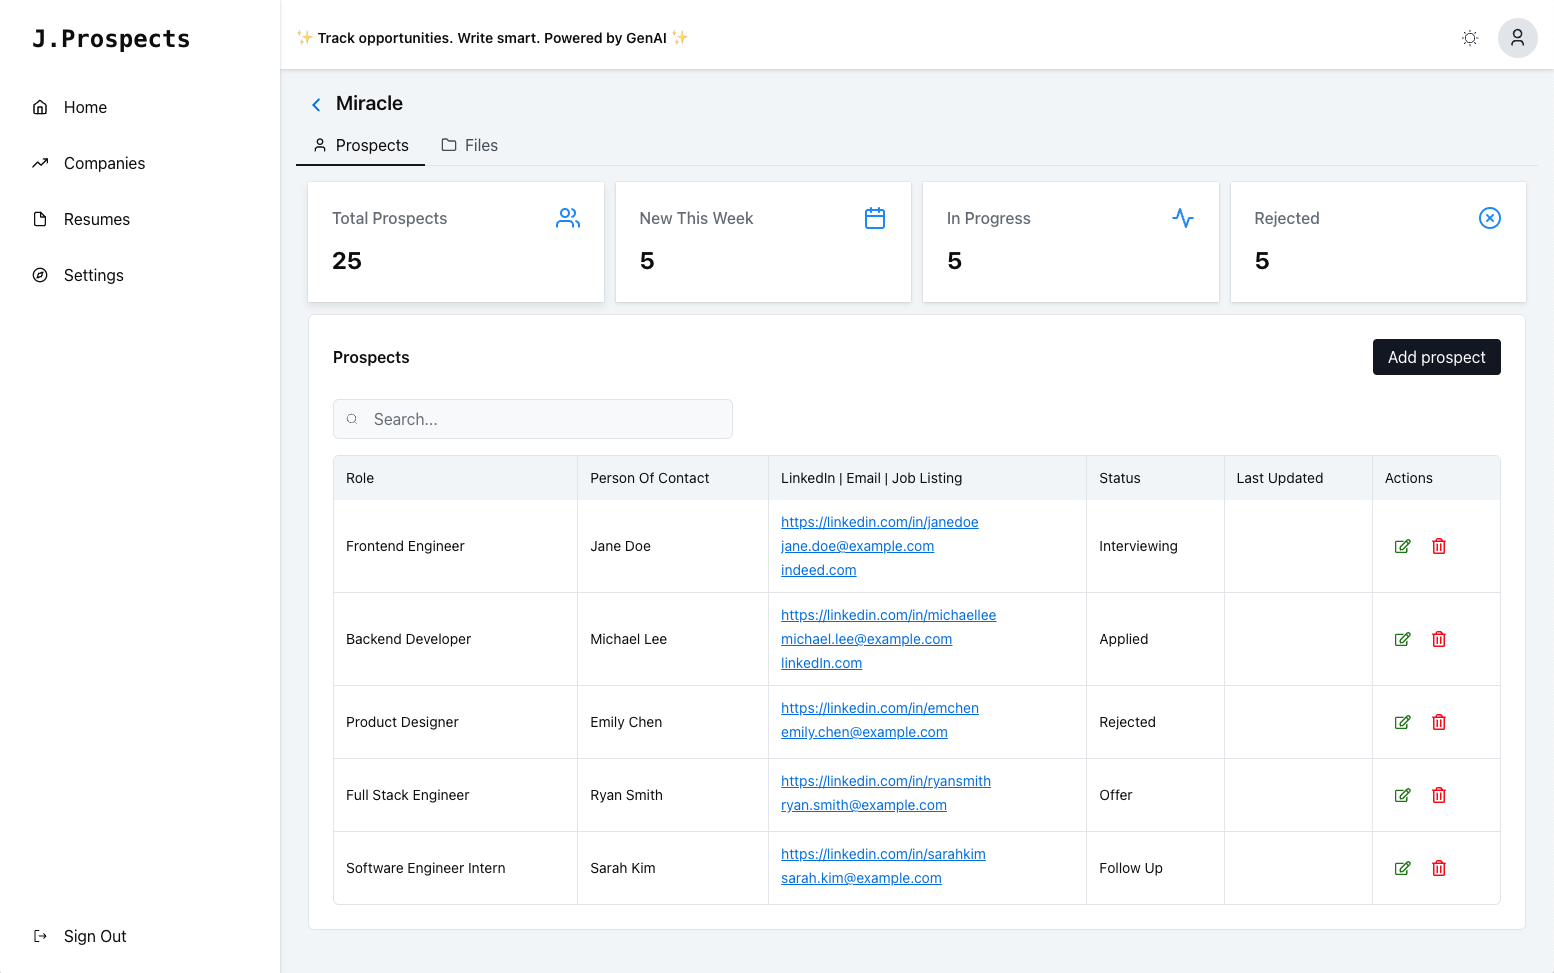 J.Prospects
✨ Track opportunities. Write smart. Powered by GenAI ✨
Home
Companies
Resumes
Settings
Sign Out
Miracle
Prospects
Files
Total Prospects
25
New This Week
5
In Progress
5
Rejected
5
Prospects
Add prospect
Search...
Role
Person Of Contact
LinkedIn | Email | Job Listing
Status
Last Updated
Actions
Frontend Engineer
Jane Doe
https://linkedin.com/in/janedoe
jane.doe@example.com
indeed.com
Interviewing
Backend Developer
Michael Lee
https://linkedin.com/in/michaellee
michael.lee@example.com
linkedIn.com
Applied
Product Designer
Emily Chen
https://linkedin.com/in/emchen
emily.chen@example.com
Rejected
Full Stack Engineer
Ryan Smith
https://linkedin.com/in/ryansmith
ryan.smith@example.com
Offer
Software Engineer Intern
Sarah Kim
https://linkedin.com/in/sarahkim
sarah.kim@example.com
Follow Up